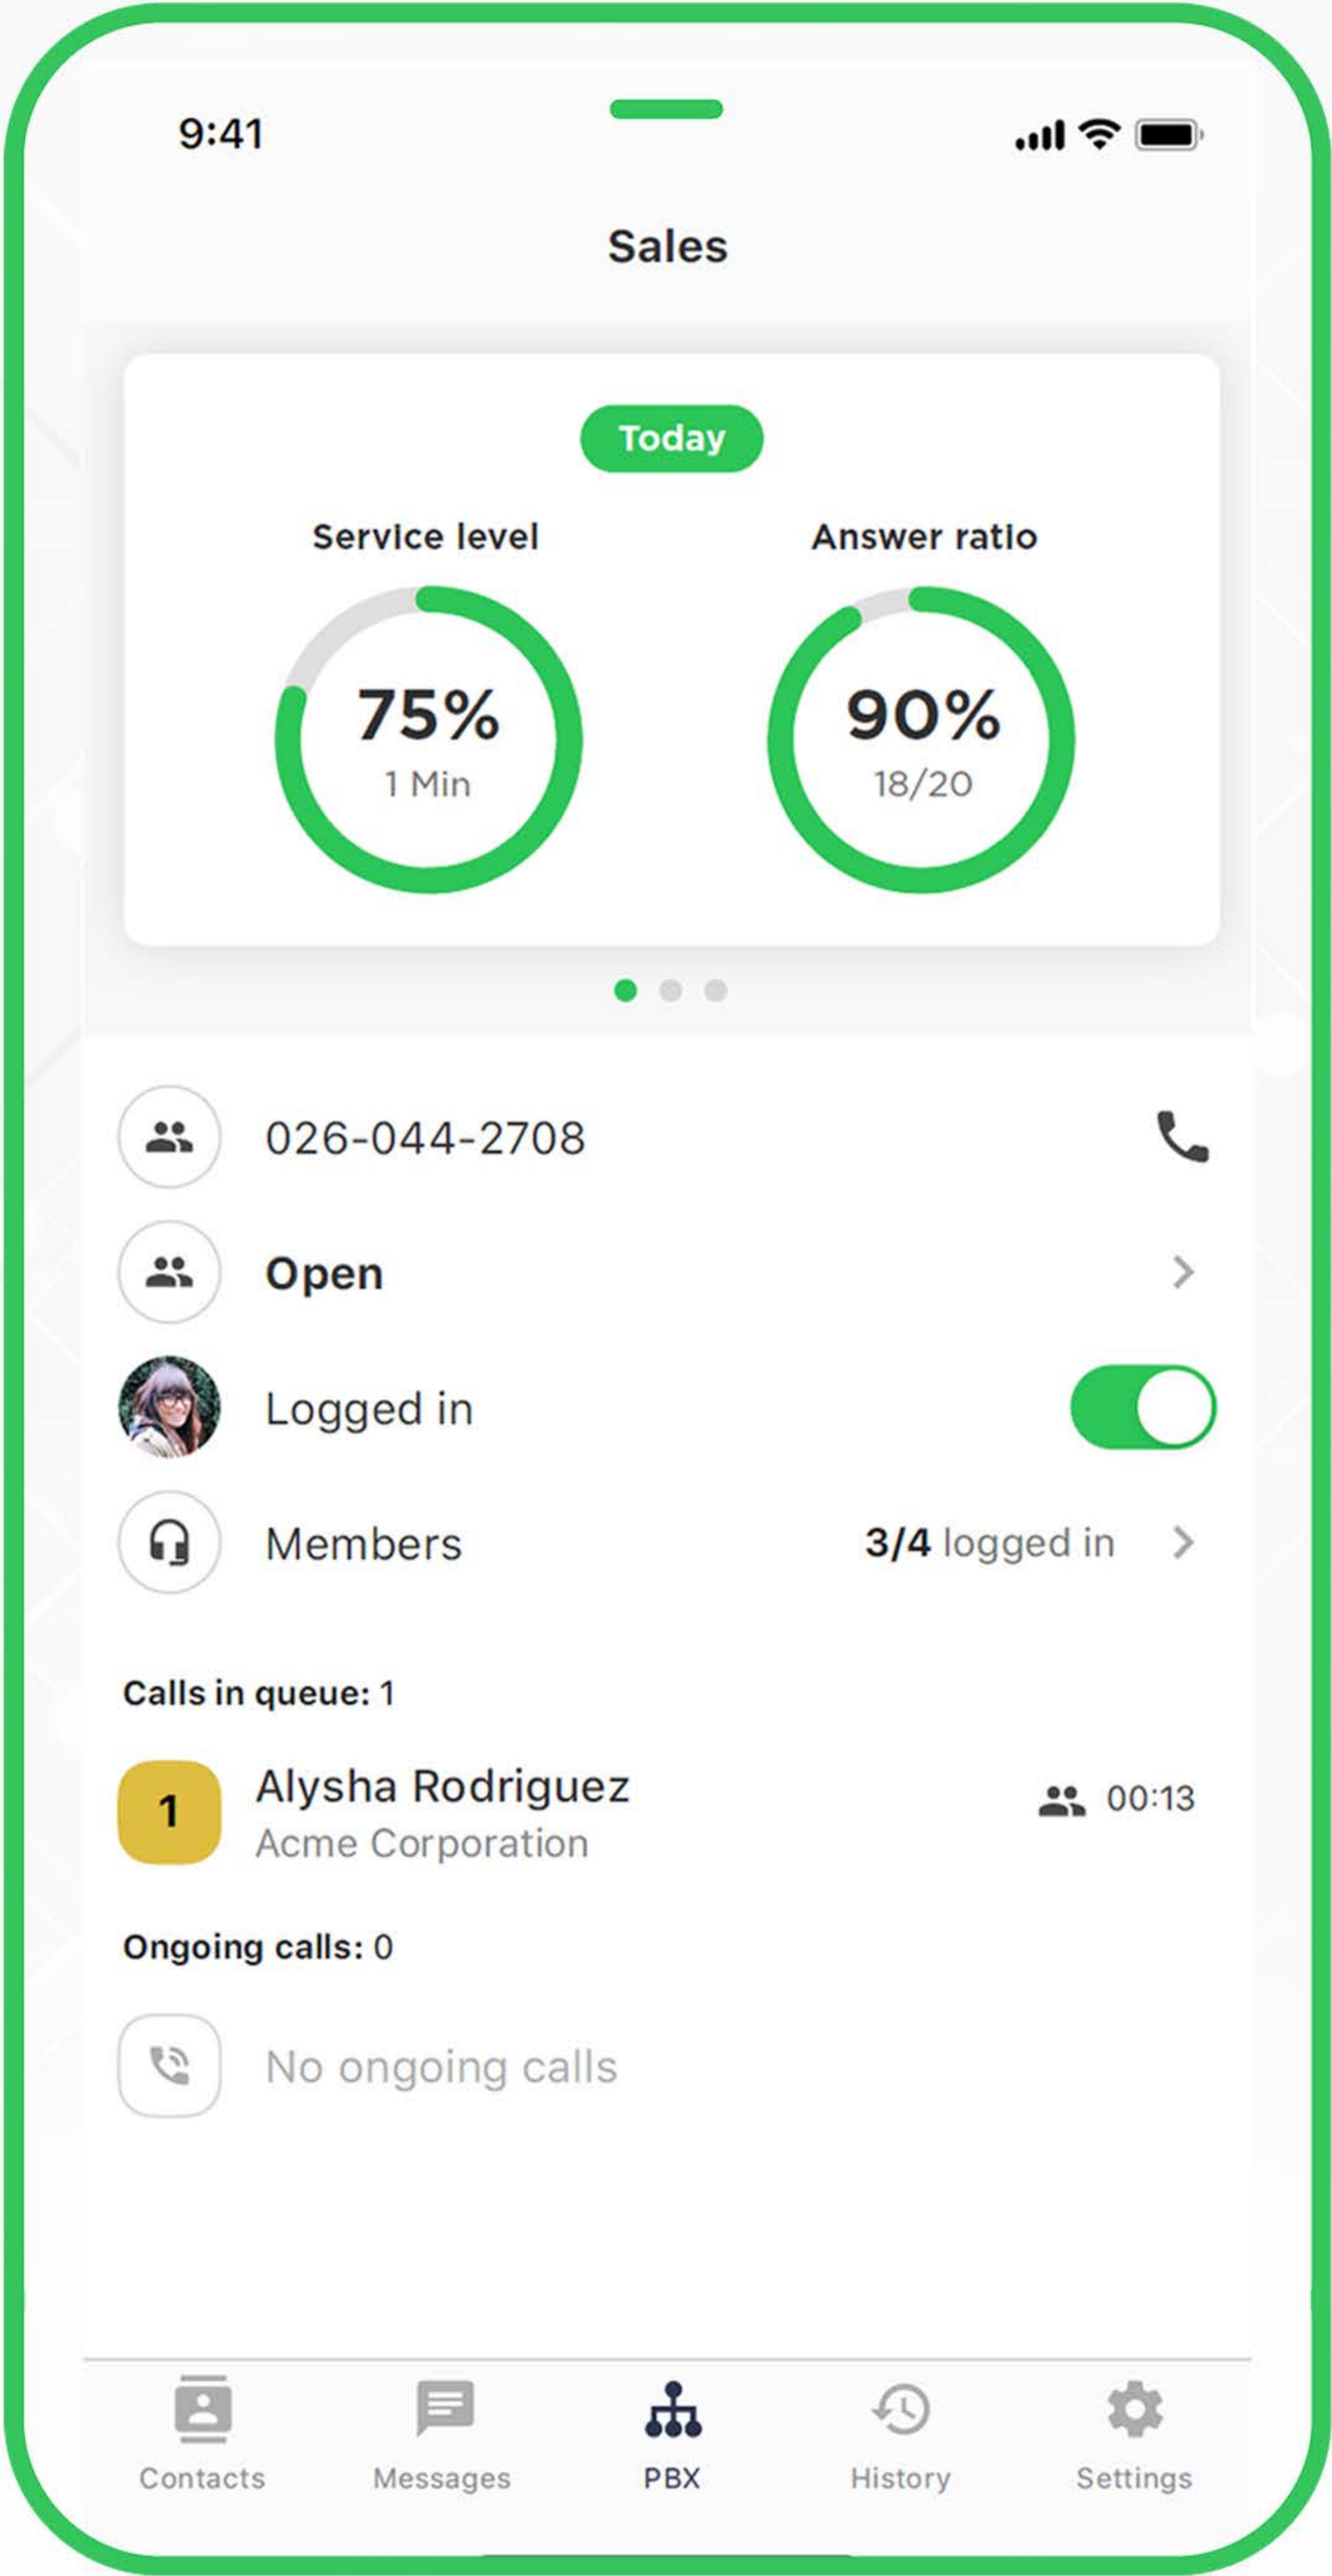 9:41
Sales
Today
Service level
Answer ratio
75%
1 Min
90%
18/20
026-044-2708
Open
Logged in
Members
3/4 logged in
Calls in queue: 1
1
Alysha Rodriguez
00:13
Acme Corporation
Ongoing calls: 0
No ongoing calls
Contacts
Messages
PBX
History
Settings